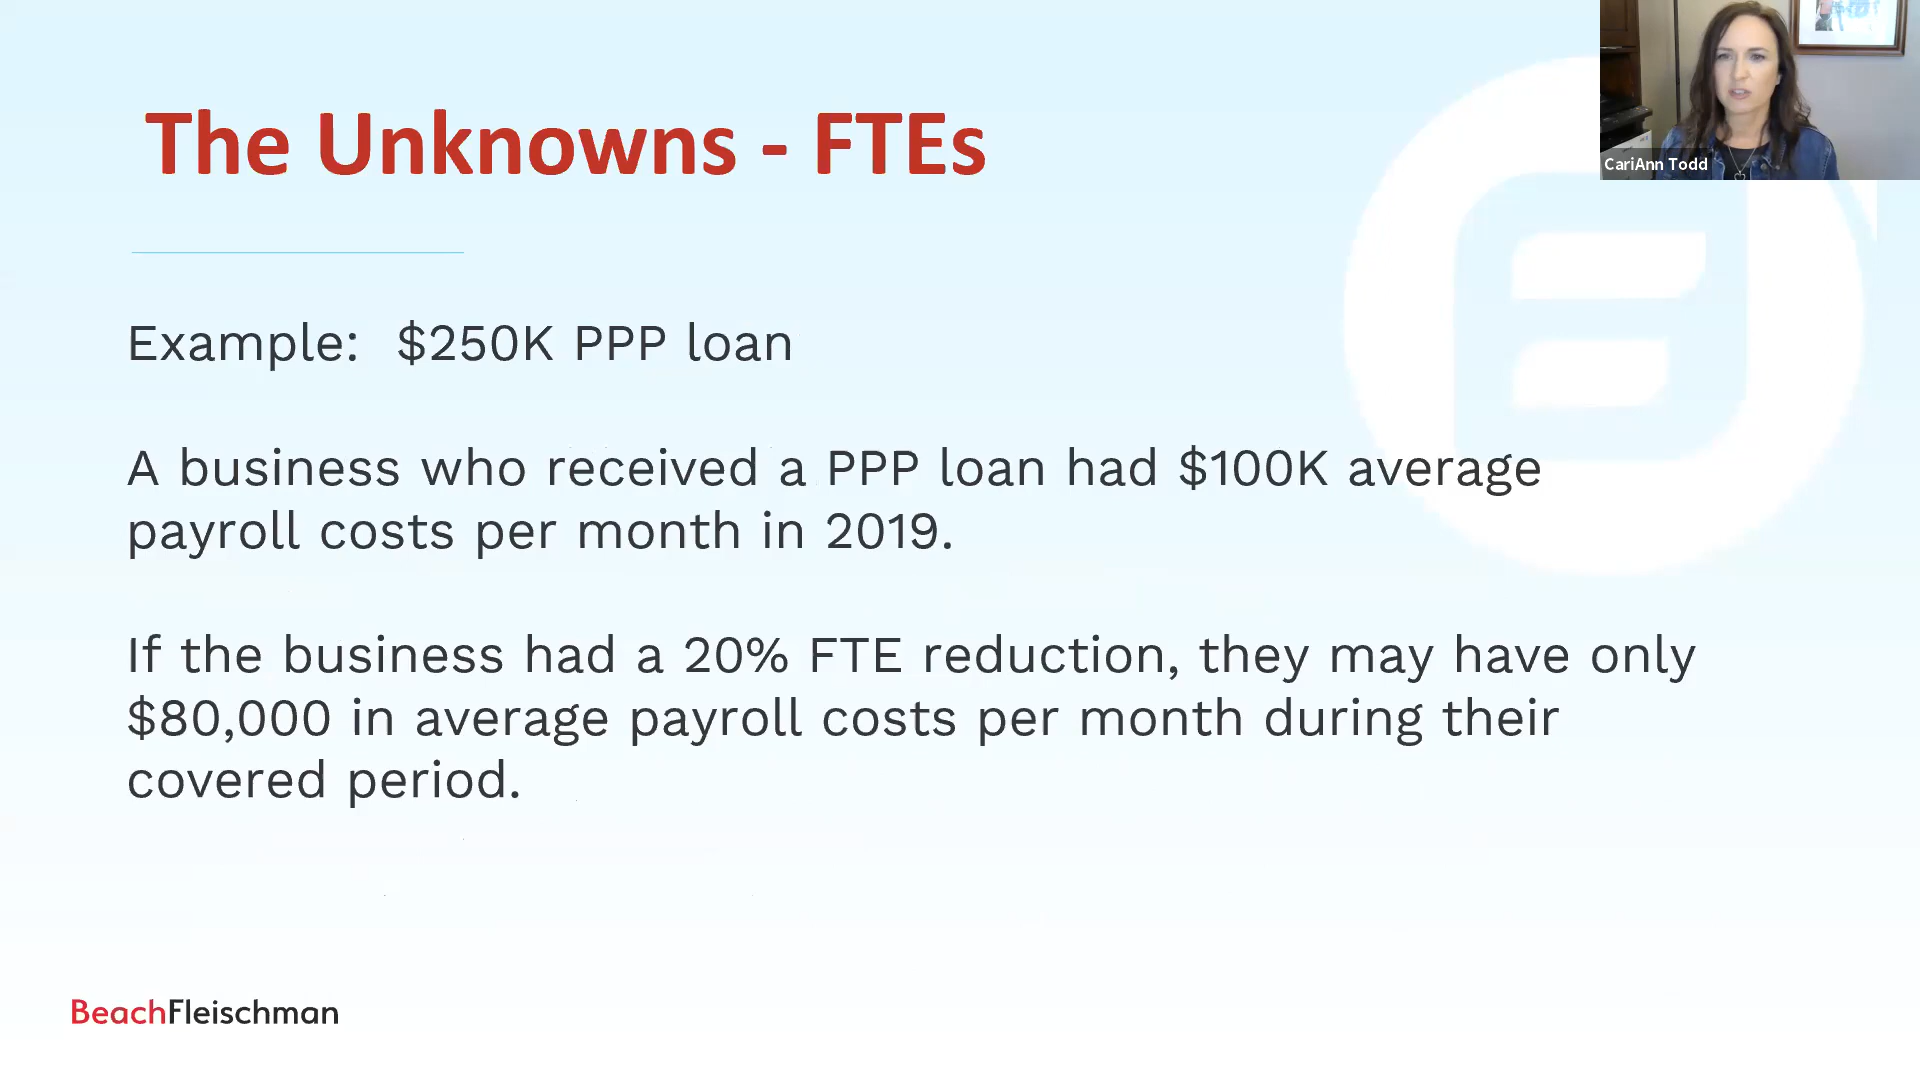 The Unknowns - FTEs
CariAnn Todd
Example: $250K PPP loan
A business who received a PPP loan had $100K average
payroll costs per month in 2019.
If the business had a 20% FTE reduction, they may have only
$80,000 in average payroll costs per month during their
covered period.
BeachFleischman